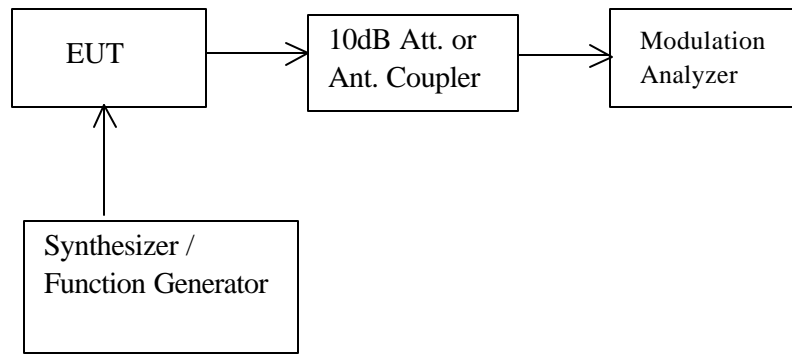 EUT
10dB Att. or
Ant. Coupler
Modulation
Analyzer
Synthesizer /
Function Generator